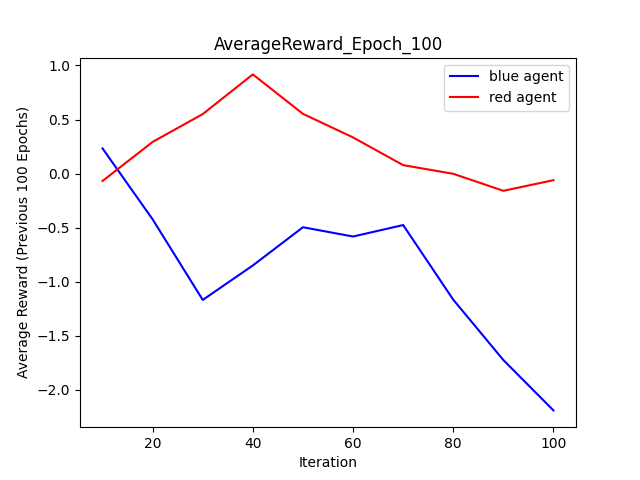 AverageReward_Epoch_100
blue agent
red agent
1.0
0.5
0.0
−0.5
−1.0
−1.5
−2.0
Average Reward (Previous 100 Epochs)
20 40 60 80 100
Iteration